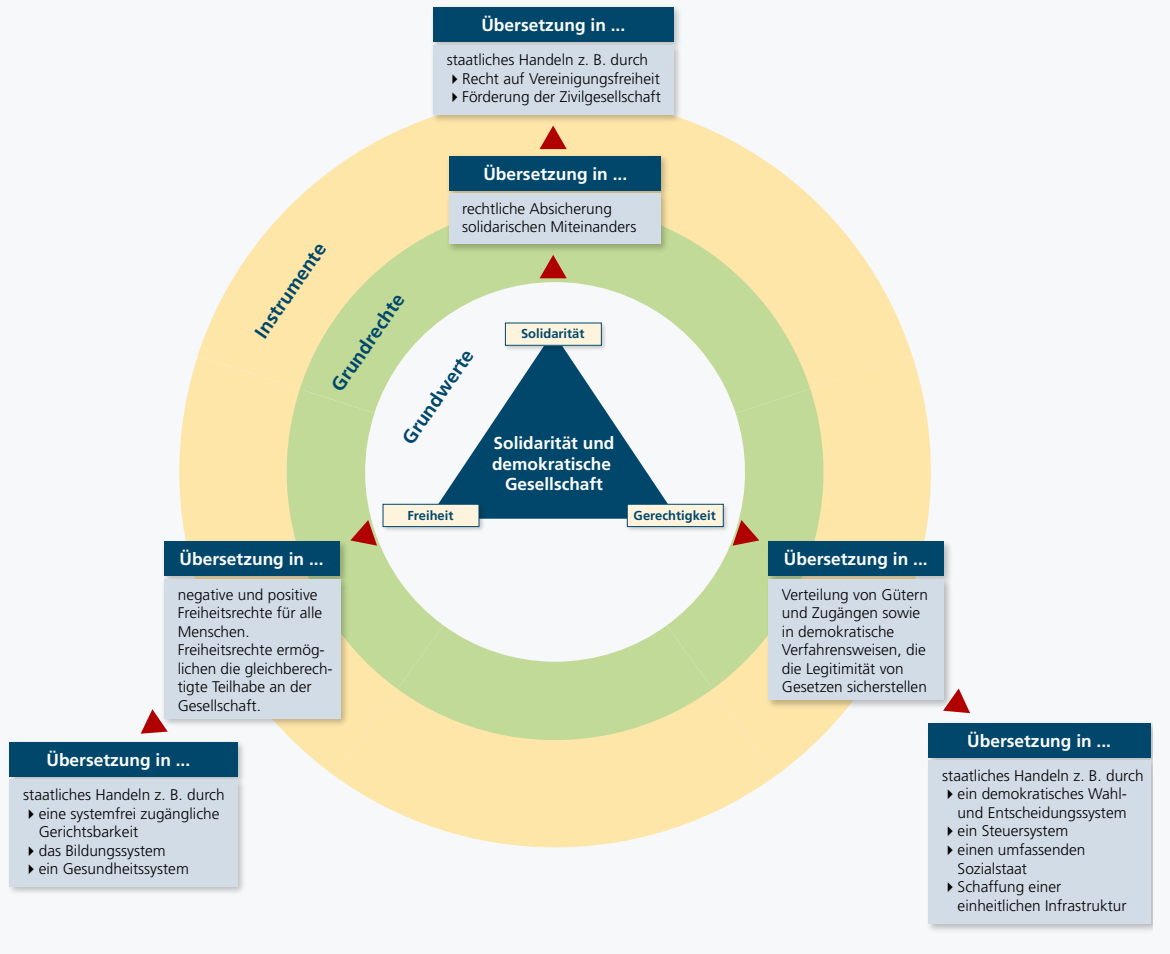 Übersetzung in ...
staatliches Handeln z. B. durch
▸ Recht auf Vereinigungsfreiheit
▸ Förderung der Zivilgesellschaft
Übersetzung in ...
rechtliche Absicherung
solidarischen Miteinanders
Instrumente
Grundrechte
Grundwerte
Solidarität
Solidarität und
demokratische
Gesellschaft
Freiheit
Gerechtigkeit
Übersetzung in ...
negative und positive
Freiheitsrechte für alle
Menschen.
Freiheitsrechte ermög-
lichen die gleichberech-
tigte Teilhabe an der
Gesellschaft.
Übersetzung in ...
Verteilung von Gütern
und Zugängen sowie
in demokratische
Verfahrensweisen, die
die Legitimität von
Gesetzen sicherstellen
Übersetzung in ...
staatliches Handeln z. B. durch
▸ eine systemfrei zugängliche
Gerichtsbarkeit
▸ das Bildungssystem
▸ ein Gesundheitssystem
Übersetzung in ...
staatliches Handeln z. B. durch
▸ ein demokratisches Wahl-
und Entscheidungssystem
▸ ein Steuersystem
▸ einen umfassenden
Sozialstaat
▸ Schaffung einer
einheitlichen Infrastruktur